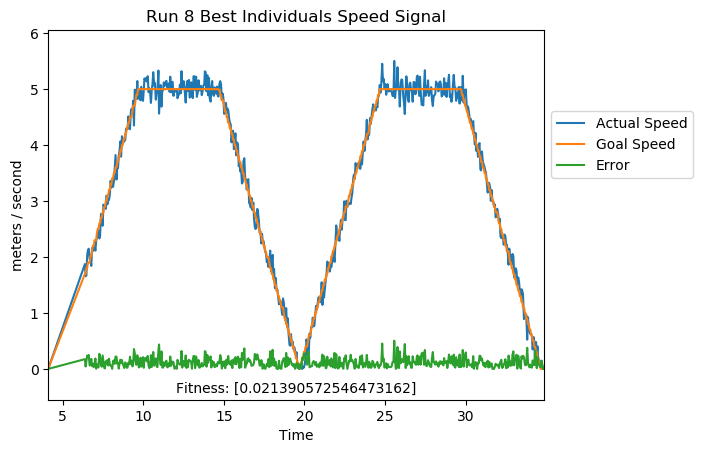 Run 8 Best Individuals Speed Signal
6
5
4
3
2
1
0
meters / second
Actual Speed
Goal Speed
Error
Fitness: [0.021390572546473162]
5 10 15 20 25 30
Time